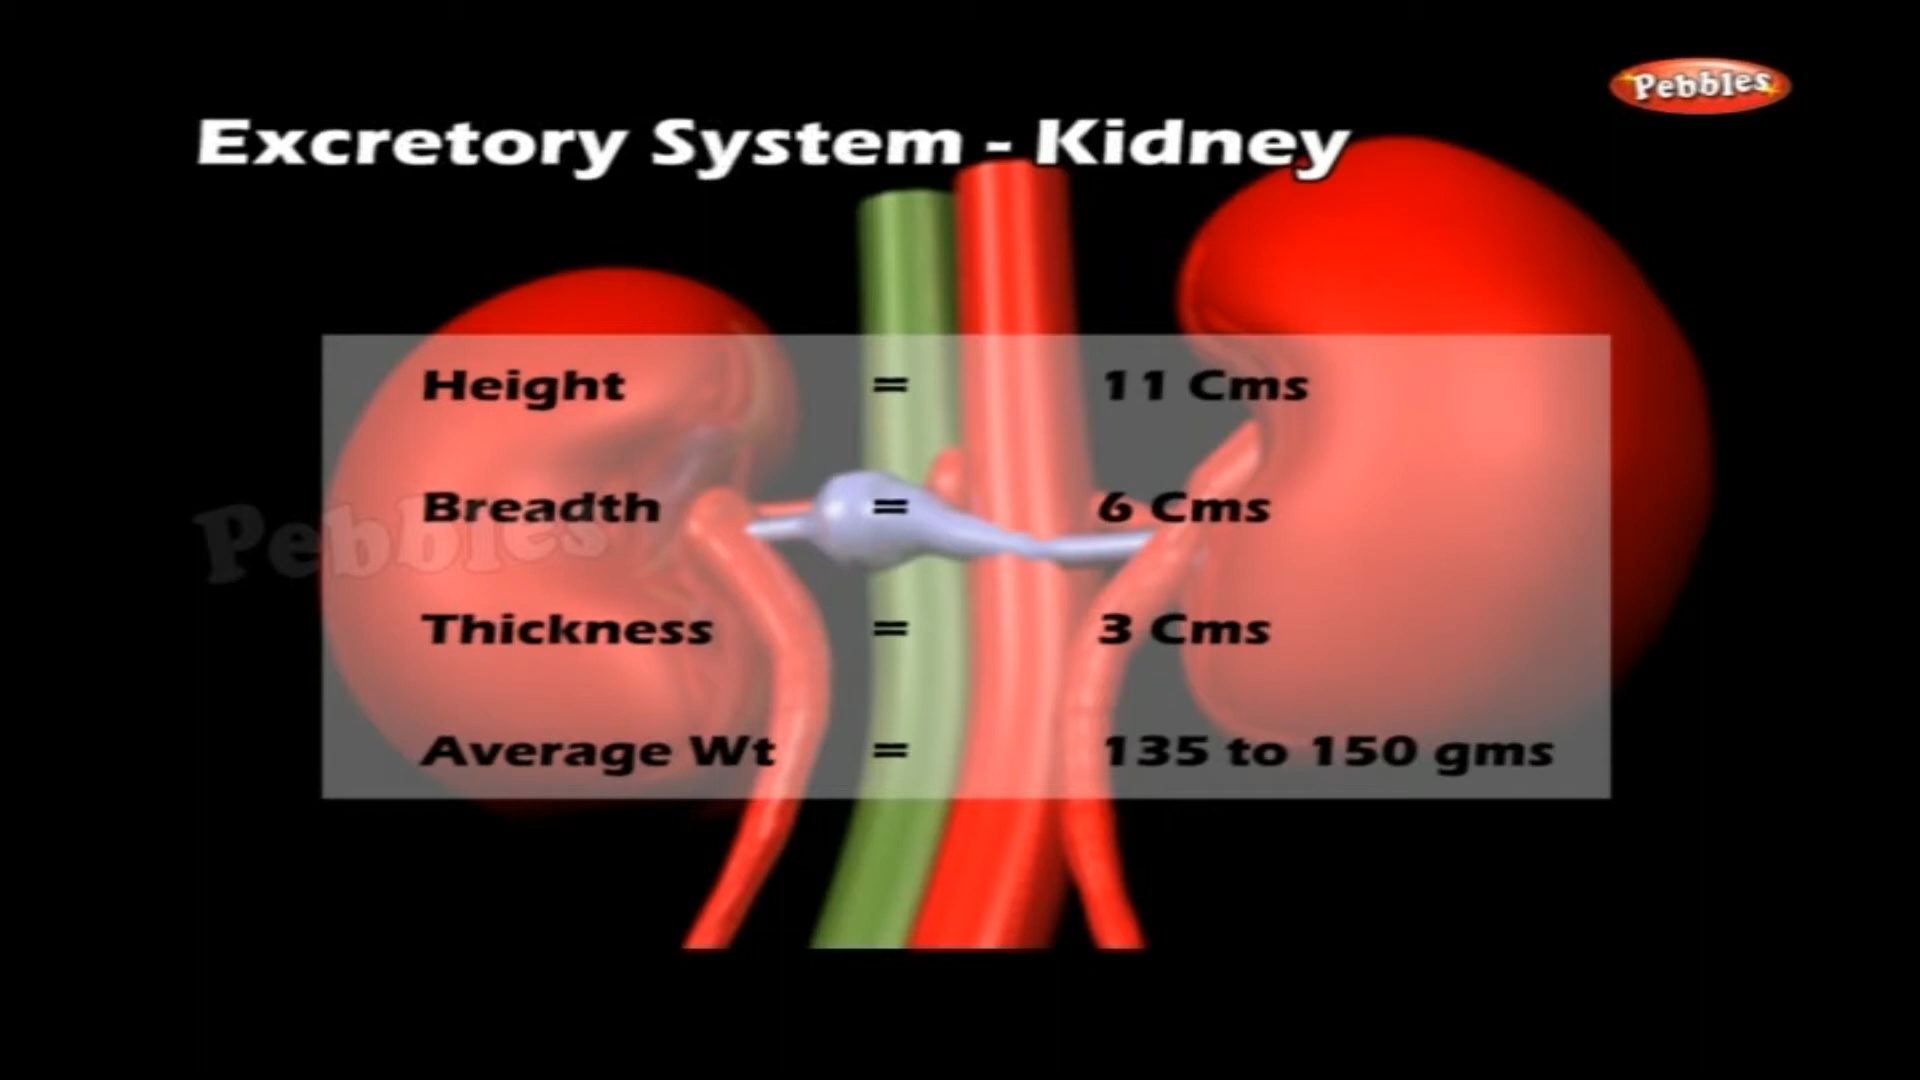 Pebbles
Excretory System - Kidney
Height = 11 Cms
Breadth = 6 Cms
Pebbles
Thickness = 3 Cms
Average Wt = 135 to 150 gms